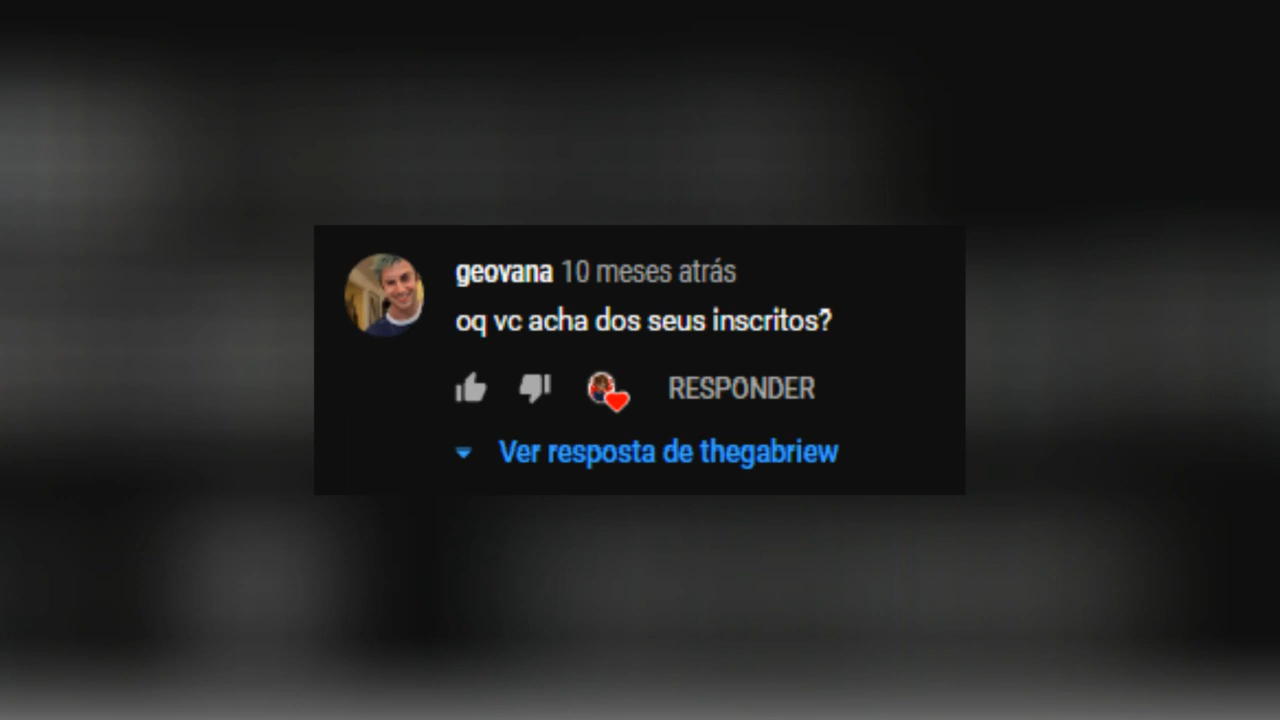 geovana 10 meses atrás
oq vc acha dos seus inscritos?
RESPONDER
Ver resposta de thegabriew